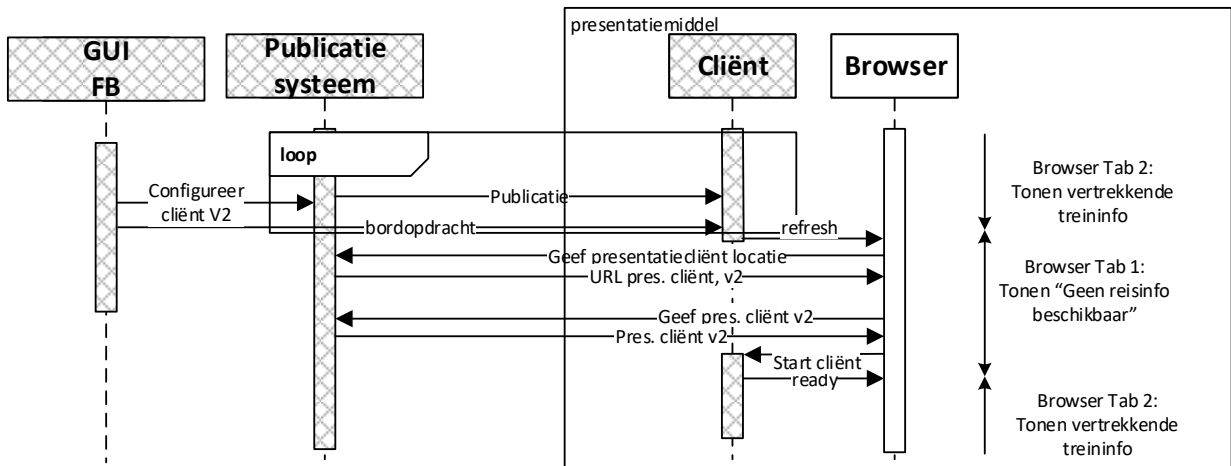 presentatiemiddel
GUI
FB
Publicatie
systeem
Cliënt
Browser
loop
Configureer
cliënt V2
Publicatie
bordopdracht
refresh
Geef presentatiecliënt locatie
URL pres. cliënt, v2
Geef pres. cliënt v2
Pres. cliënt v2
Start cliënt
ready
Browser Tab 2:
Tonen vertrekkende
treininfo
Browser Tab 1:
Tonen “Geen reisinfo
beschikbaar”
Browser Tab 2:
Tonen vertrekkende
treininfo